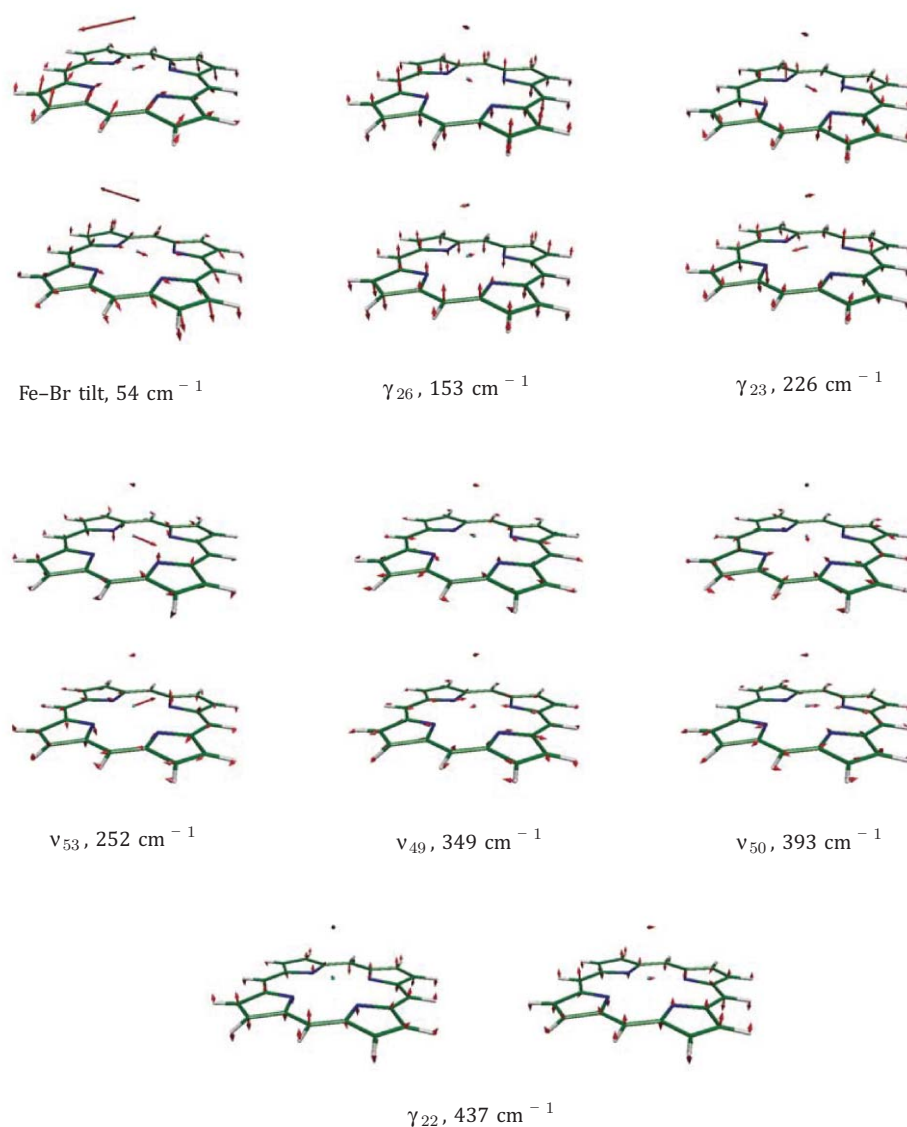 Fe–Br tilt, 54 cm⁻¹
γ₂₆, 153 cm⁻¹
γ₂₃, 226 cm⁻¹
ν₅₃, 252 cm⁻¹
ν₄₉, 349 cm⁻¹
ν₅₀, 393 cm⁻¹
γ₂₂, 437 cm⁻¹